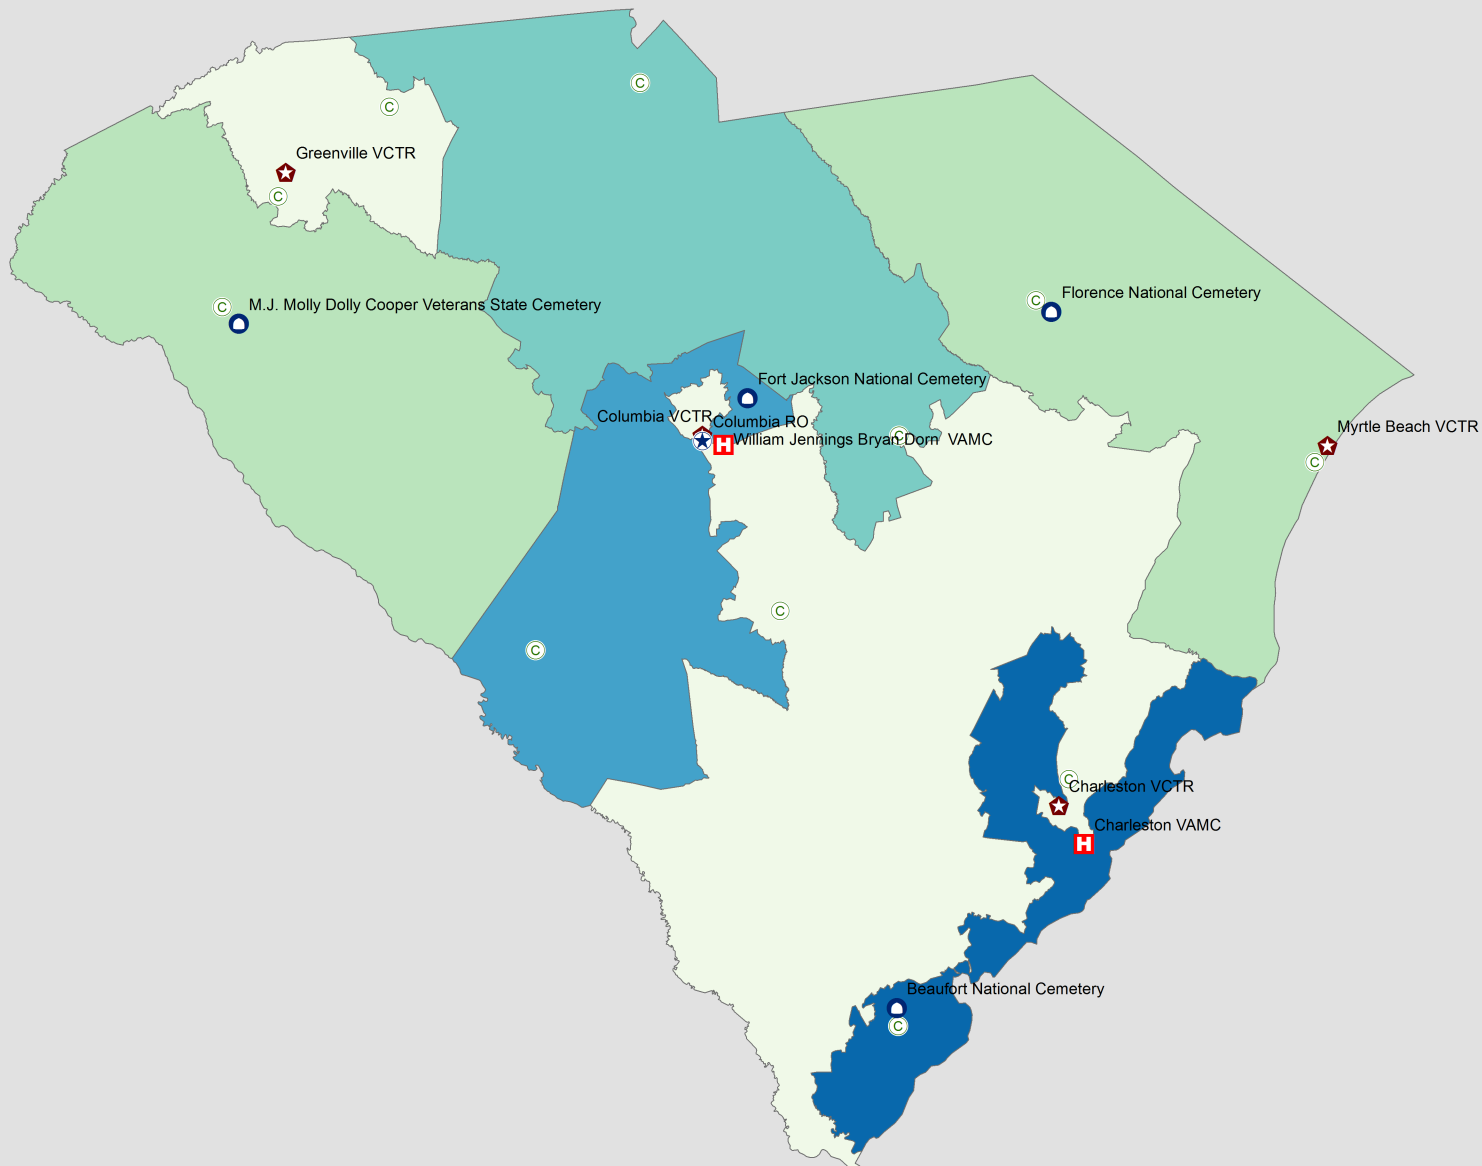 C
C
Greenville VCTR
C
Florence National Cemetery
C
C
M.J. Molly Dolly Cooper Veterans State Cemetery
Fort Jackson National Cemetery
Columbia VCTR
Columbia RO
Myrtle Beach VCTR
C
H
William Jennings Bryan Dorn  VAMC
C
C
C
C
Charleston VCTR
Charleston VAMC
H
Beaufort National Cemetery
C